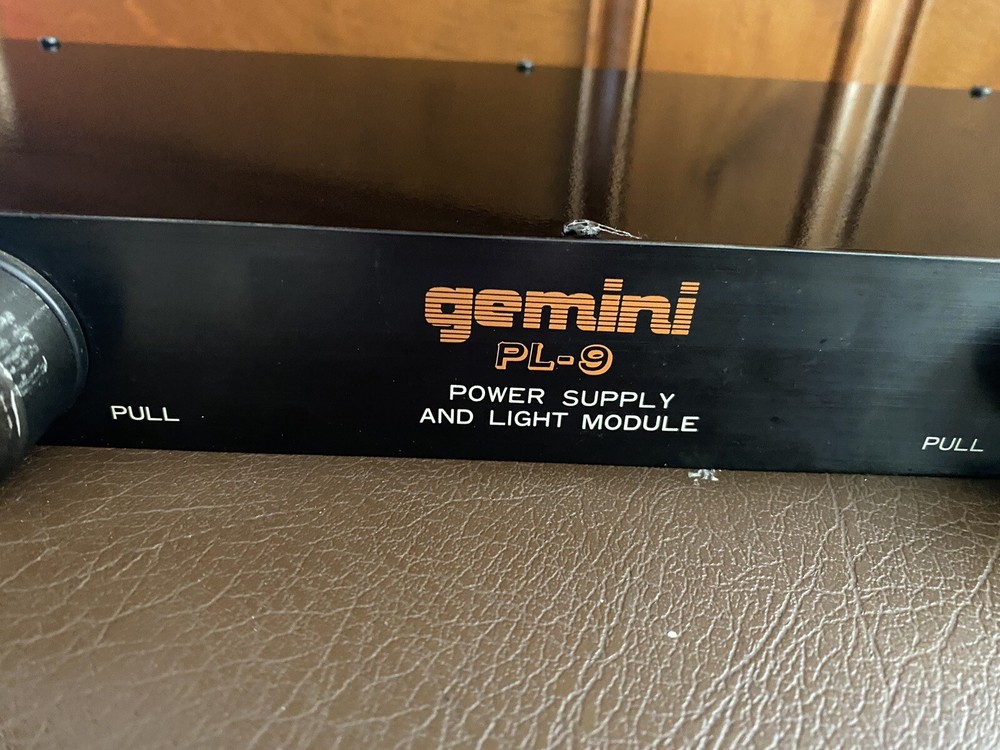 gemini
PL-9
POWER SUPPLY
AND LIGHT MODULE
PULL
PULL